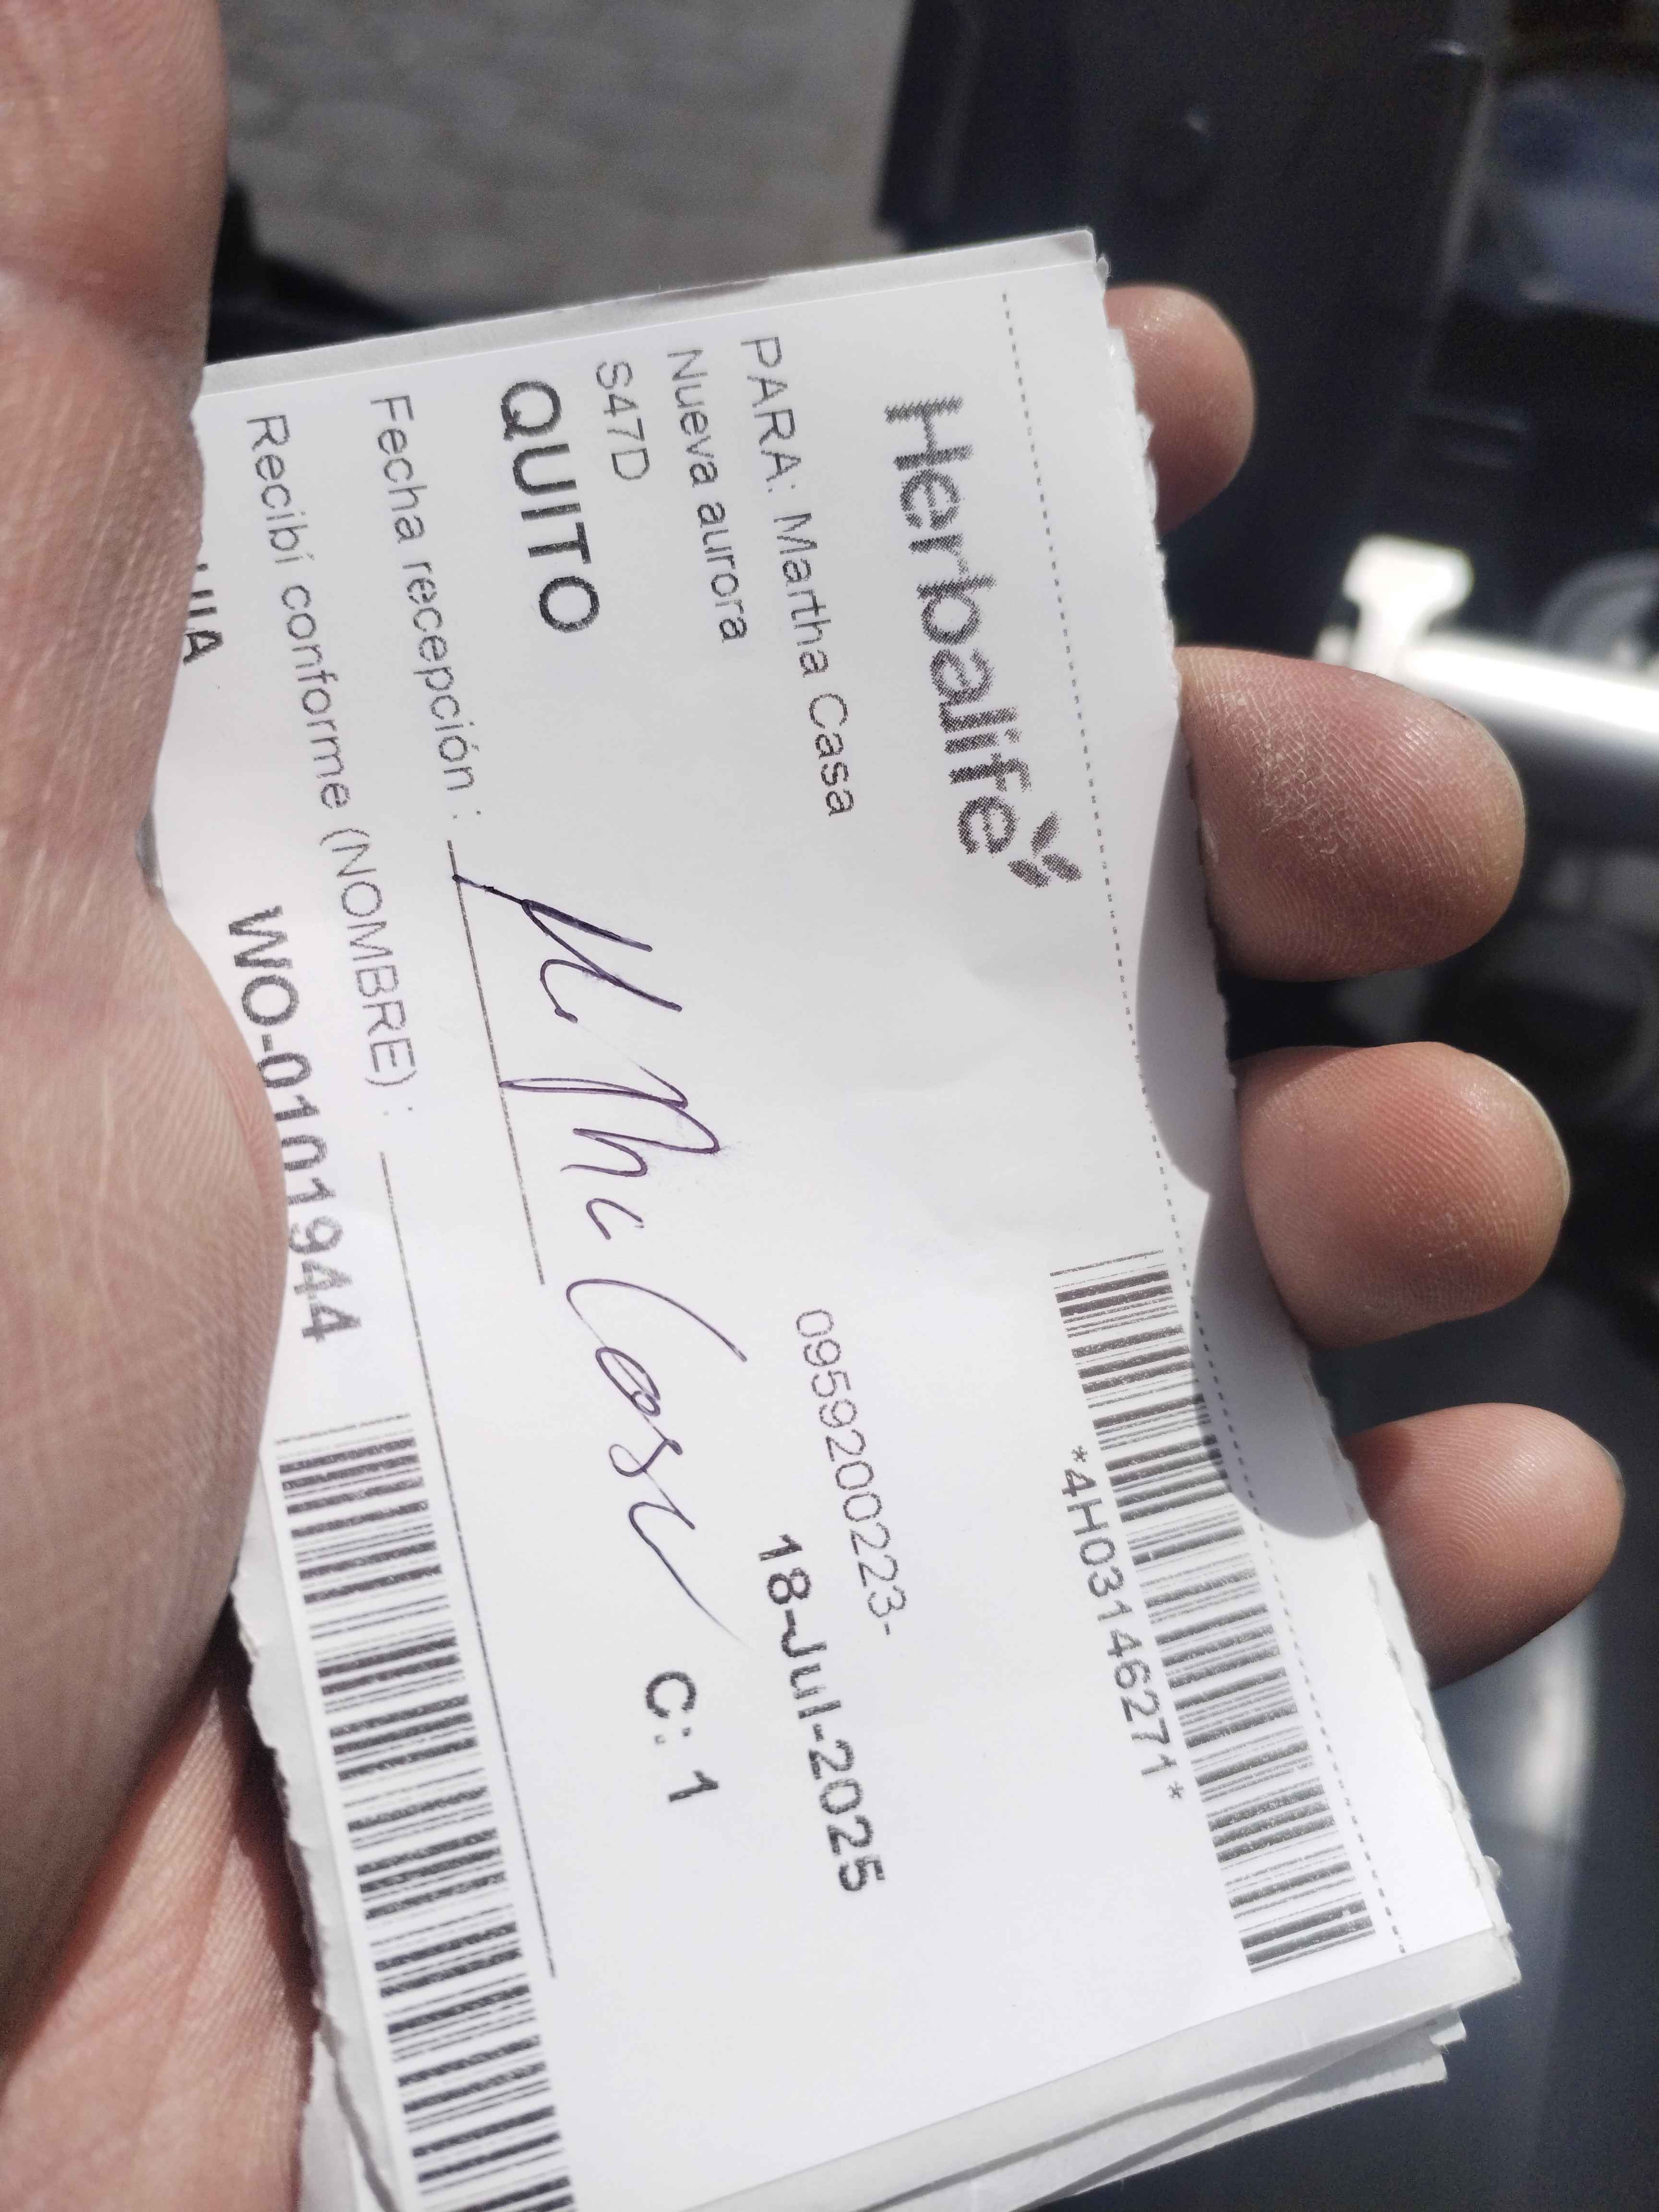 *4H03146271*
Herbalife
PARA: Martha Casa
0959200223-
Nueva aurora
18-Jul-2025
S47D
C: 1
QUITO
Fecha recepción :
Recibí conforme (NOMBRE) :
WO-0101944